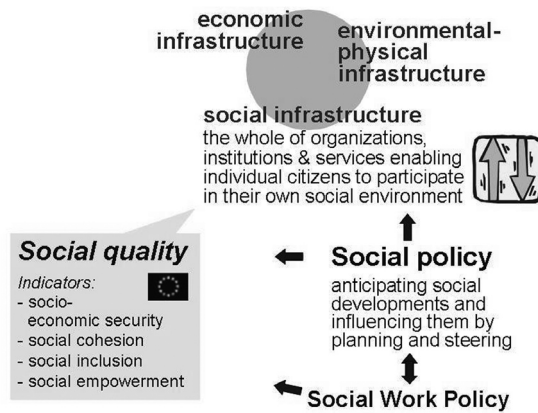 economic
infrastructure
environmental-
physical
infrastructure
social infrastructure
the whole of organizations,
institutions & services enabling
individual citizens to participate
in their own social environment
Social quality
Indicators:
- socio-
economic security
- social cohesion
- social inclusion
- social empowerment
Social policy
anticipating social
developments and
influencing them by
planning and steering
Social Work Policy